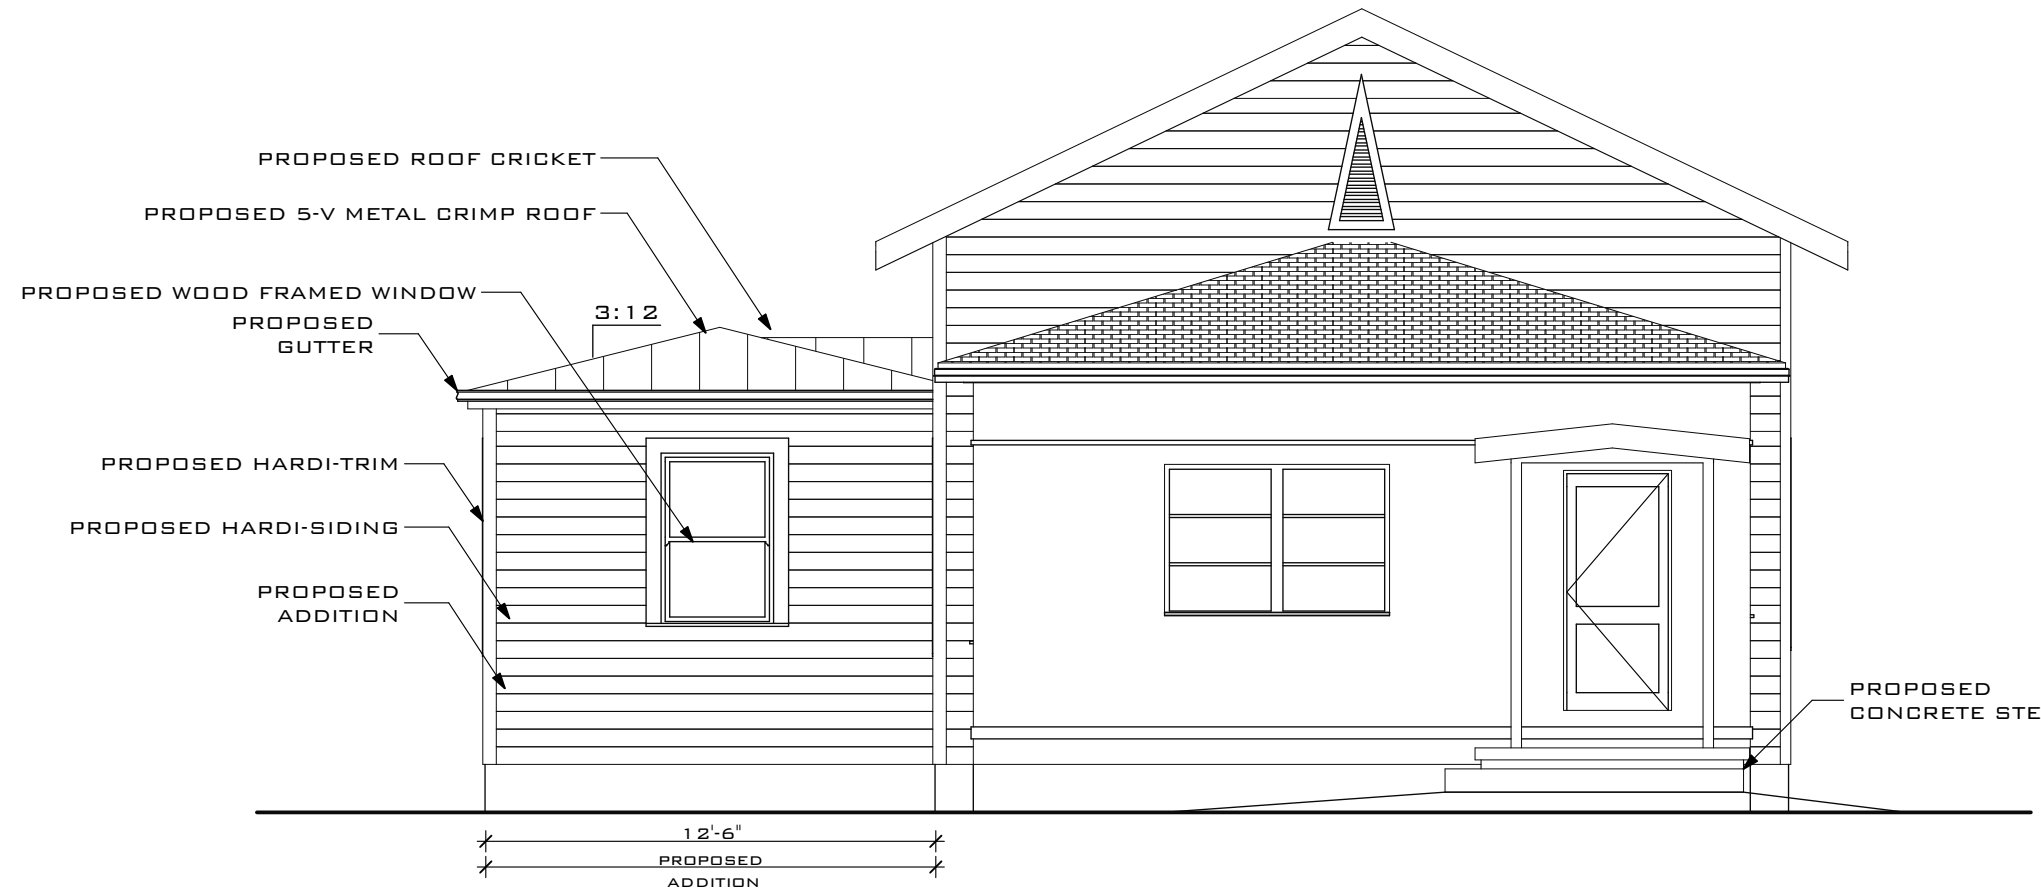 PROPOSED ROOF CRICKET
PROPOSED 5-V METAL CRIMP ROOF
PROPOSED WOOD FRAMED WINDOW
3:12
PROPOSED
GUTTER
PROPOSED HARDI-TRIM
PROPOSED HARDI-SIDING
PROPOSED
ADDITION
PROPOSED
CONCRETE STE
12'-6"
PROPOSED
ADDITION